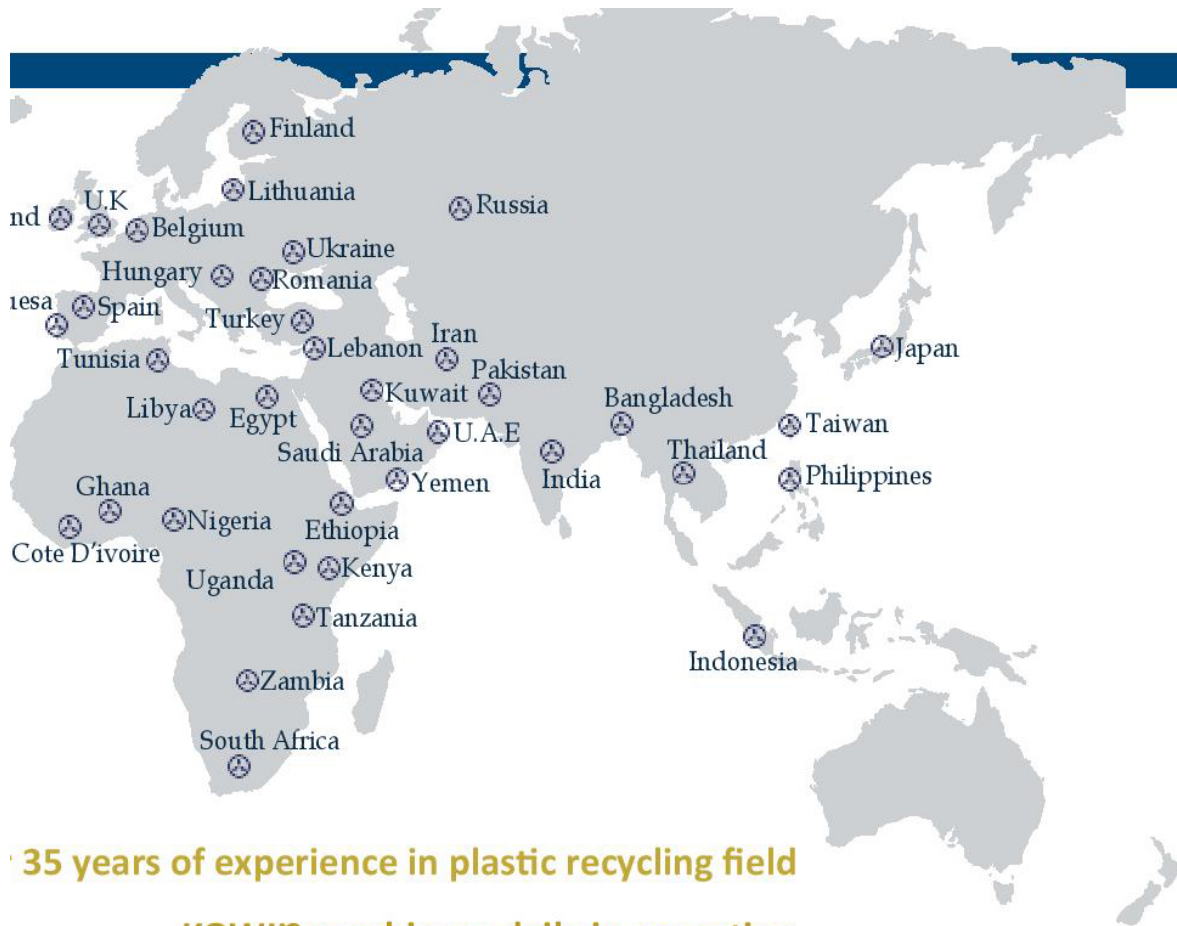 Finland
Lithuania
U.K
Russia
Belgium
Ukraine
Hungary
Romania
Spain
Turkey
Iran
Lebanon
Japan
Tunisia
Pakistan
Kuwait
Bangladesh
Libya
Egypt
U.A.E
Taiwan
Saudi Arabia
Thailand
India
Yemen
Philippines
Ghana
Nigeria
Ethiopia
Cote D'ivoire
Uganda
Kenya
Tanzania
Indonesia
Zambia
South Africa
35 years of experience in plastic recycling field